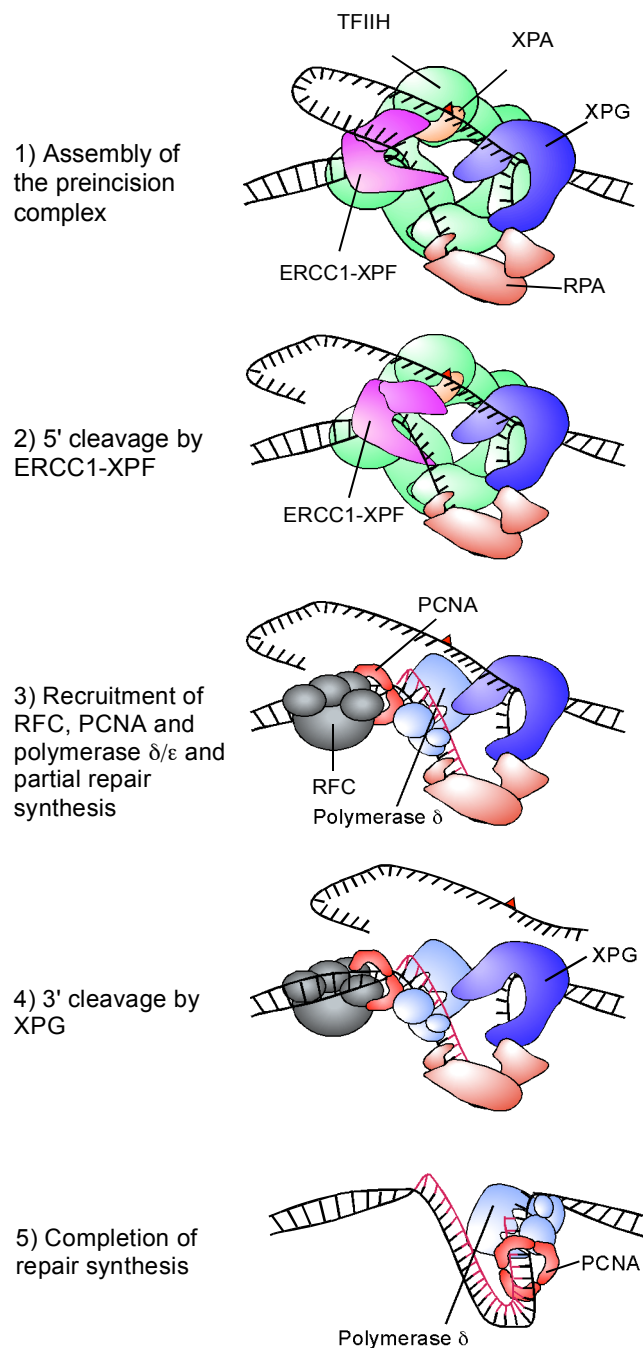 TFIIH
XPA
XPG
1) Assembly of
the preincision
complex
ERCC1-XPF
RPA
2) 5' cleavage by
ERCC1-XPF
ERCC1-XPF
PCNA
3) Recruitment of
RFC, PCNA and
polymerase δ/ε and
partial repair
synthesis
RFC
Polymerase δ
4) 3' cleavage by
XPG
XPG
5) Completion of
repair synthesis
PCNA
Polymerase δ